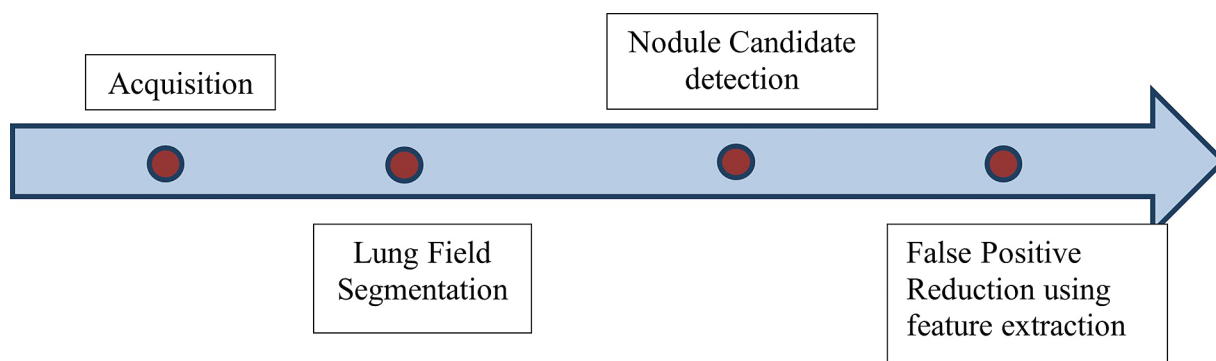 Acquisition
Lung Field
Segmentation
Nodule Candidate
detection
False Positive
Reduction using
feature extraction